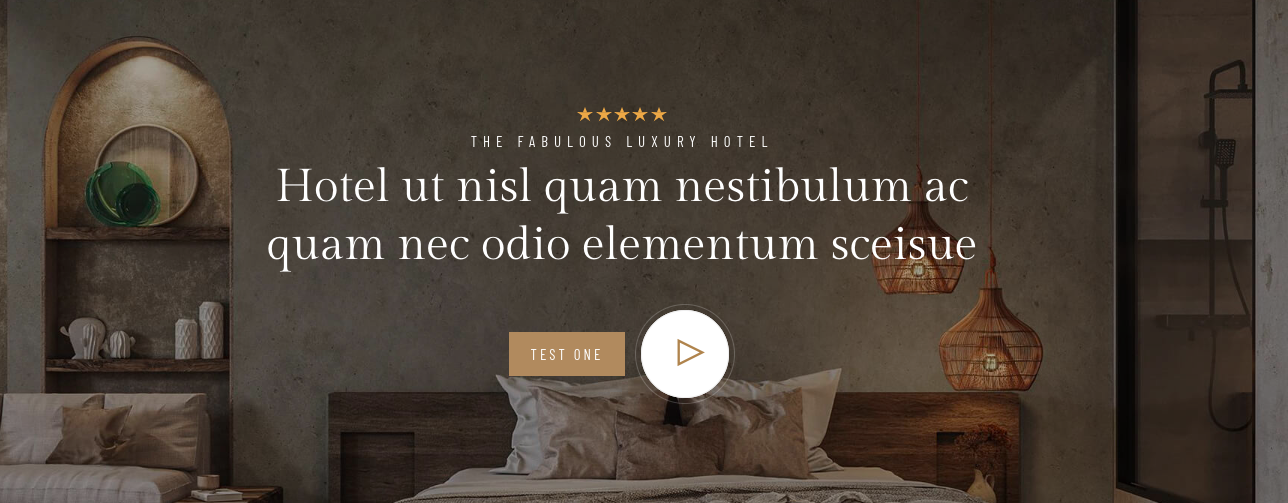 THE FABULOUS LUXURY HOTEL
Hotel ut nisl quam nestibulum ac
quam nec odio elementum sceisue
TEST ONE